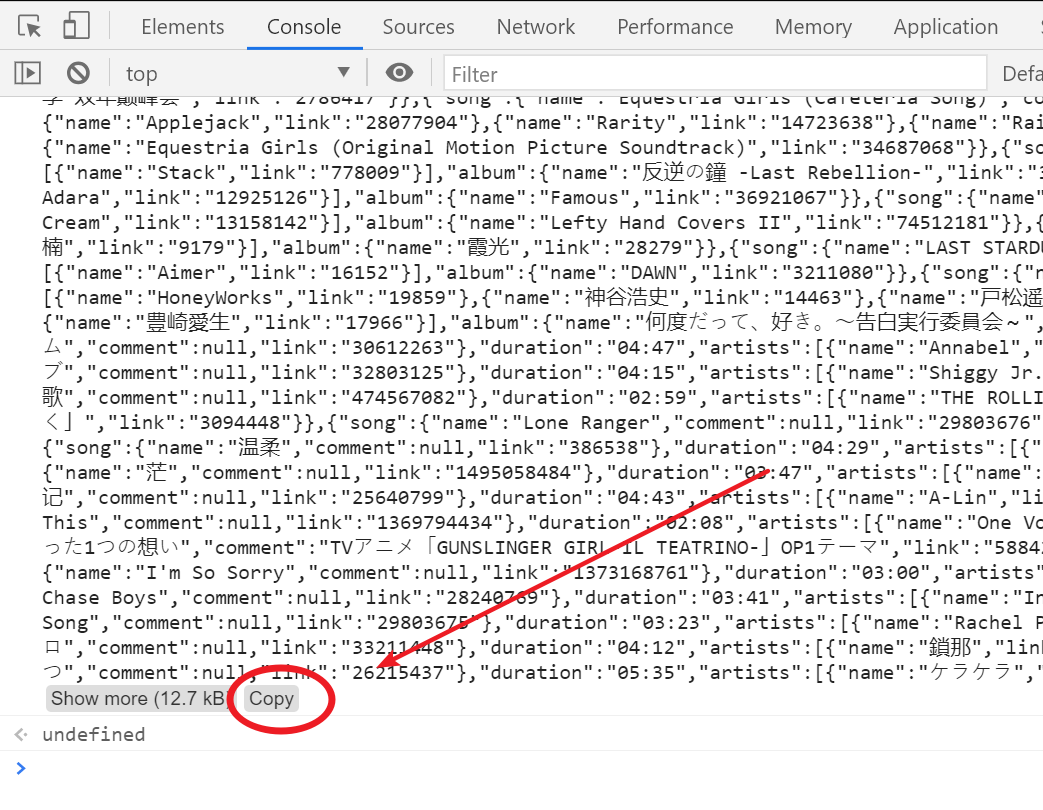 Elements Console Sources Network Performance Memory Application
top Filter Defa
季"双年巅峰会","link":"2780417"}},{"song":{"name":"Equestria Girls (Cafeteria Song)","co
{"name":"Applejack","link":"28077904"},{"name":"Rarity","link":"14723638"},{"name":"Rai
{"name":"Equestria Girls (Original Motion Picture Soundtrack)","link":"34687068"}},{"so
[{"name":"Stack","link":"778009"}],"album":{"name":"反逆の鐘 -Last Rebellion-","link":"3
Adara","link":"12925126"}],"album":{"name":"Famous","link":"36921067"}},{"song":{"name"
Cream","link":"13158142"}],"album":{"name":"Lefty Hand Covers II","link":"74512181"}},{
楠","link":"9179"}],"album":{"name":"霞光","link":"28279"}},{"song":{"name":"LAST STARDU
[{"name":"Aimer","link":"16152"}],"album":{"name":"DAWN","link":"3211080"}},{"song":{"n
[{"name":"HoneyWorks","link":"19859"},{"name":"神谷浩史","link":"14463"},{"name":"戸松遥
{"name":"豊崎愛生","link":"17966"}],"album":{"name":"何度だって、好き。～告白実行委員会～",
ム","comment":null,"link":"30612263"},"duration":"04:47","artists":[{"name":"Annabel","
ブ","comment":null,"link":"32803125"},"duration":"04:15","artists":[{"name":"Shiggy Jr.
歌","comment":null,"link":"474567082"},"duration":"02:59","artists":[{"name":"THE ROLLI
く」","link":"3094448"}},{"song":{"name":"Lone Ranger","comment":null,"link":"29803676"
{"song":{"name":"温柔","comment":null,"link":"386538"},"duration":"04:29","artists":[{"
{"name":"茫","comment":null,"link":"1495058484"},"duration":"03:47","artists":[{"name":
记","comment":null,"link":"25640799"},"duration":"04:43","artists":[{"name":"A-Lin","li
This","comment":null,"link":"1369794434"},"duration":"02:08","artists":[{"name":"One Vo
った1つの想い","comment":"TVアニメ「GUNSLINGER GIRL IL TEATRINO-」OP1テーマ","link":"5884
{"name":"I'm So Sorry","comment":null,"link":"1373168761"},"duration":"03:00","artists"
Chase Boys","comment":null,"link":"28240769"},"duration":"03:41","artists":[{"name":"In
Song","comment":null,"link":"29803675"},"duration":"03:23","artists":[{"name":"Rachel P
ロ","comment":null,"link":"33211448"},"duration":"04:12","artists":[{"name":"鎖那","link
つ","comment":null,"link":"26215437"},"duration":"05:35","artists":[{"name":"ケラケラ","
Show more (12.7 kB) Copy
undefined